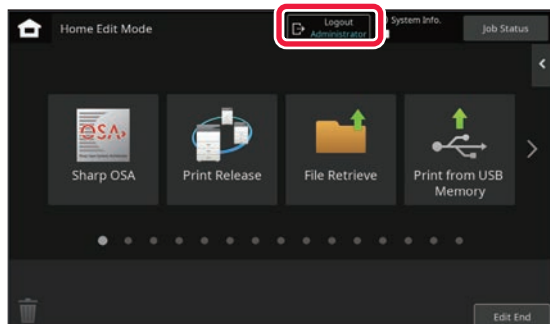 Home Edit Mode
Logout
Administrator
System Info.
Job Status
OSA
Sharp OSA
Print Release
File Retrieve
Print from USB
Memory
Edit End